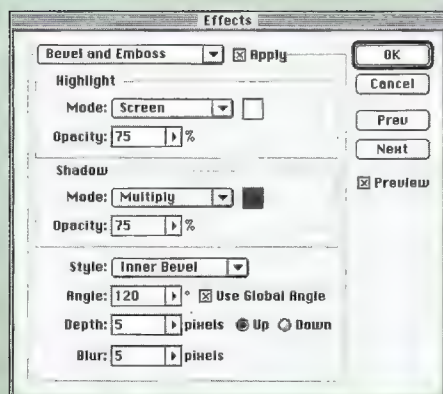 Effects
Bevel and Emboss Apply
OK
Highlight
Cancel
Mode: Screen
Prev
Opacity: 75 %
Next
Shadow
Preview
Mode: Multiply
Opacity: 75 %
Style: Inner Bevel
Angle: 120 ° Use Global Angle
Depth: 5 pixels Up Down
Blur: 5 pixels